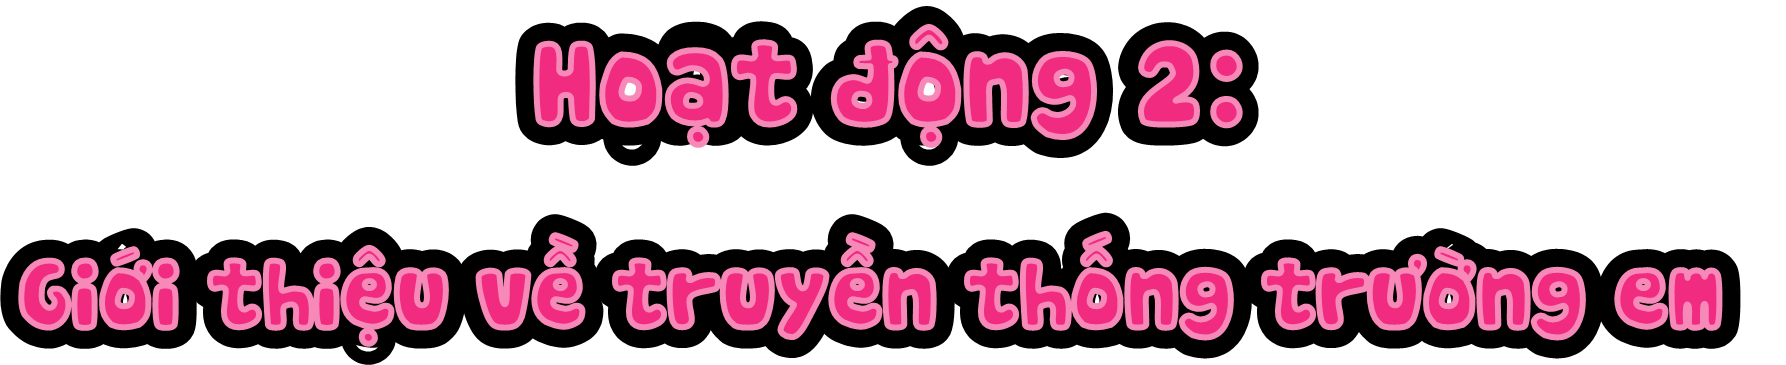 Hoạt động 2:
Giới thiệu về truyền thống trường em